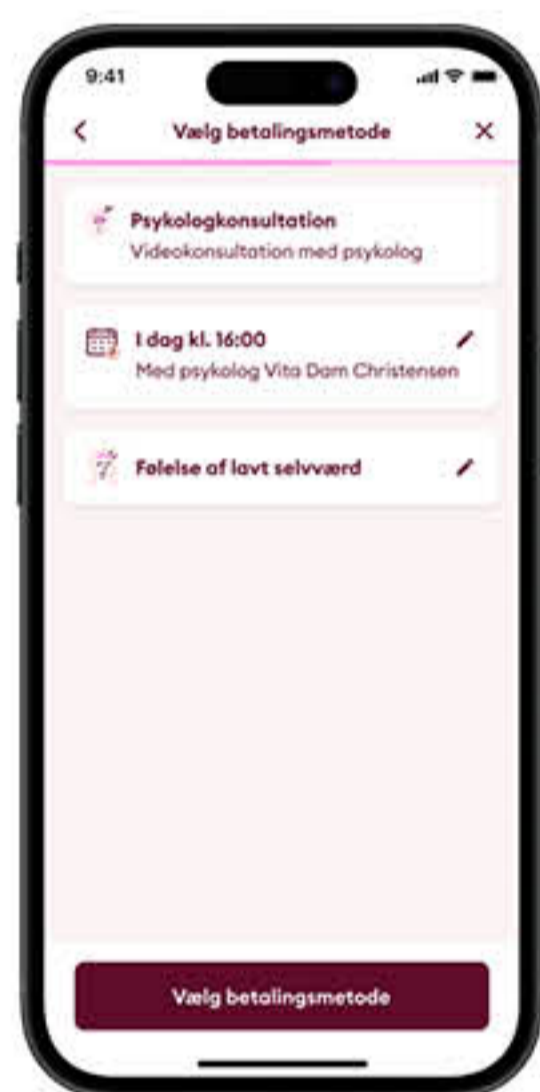 9:41
Vælg betalingsmetode
Psykologkonsultation
Videokonsultation med psykolog
I dag kl. 16:00
Med psykolog Vita Dam Christensen
Følelse af lavt selvværd
Vælg betalingsmetode